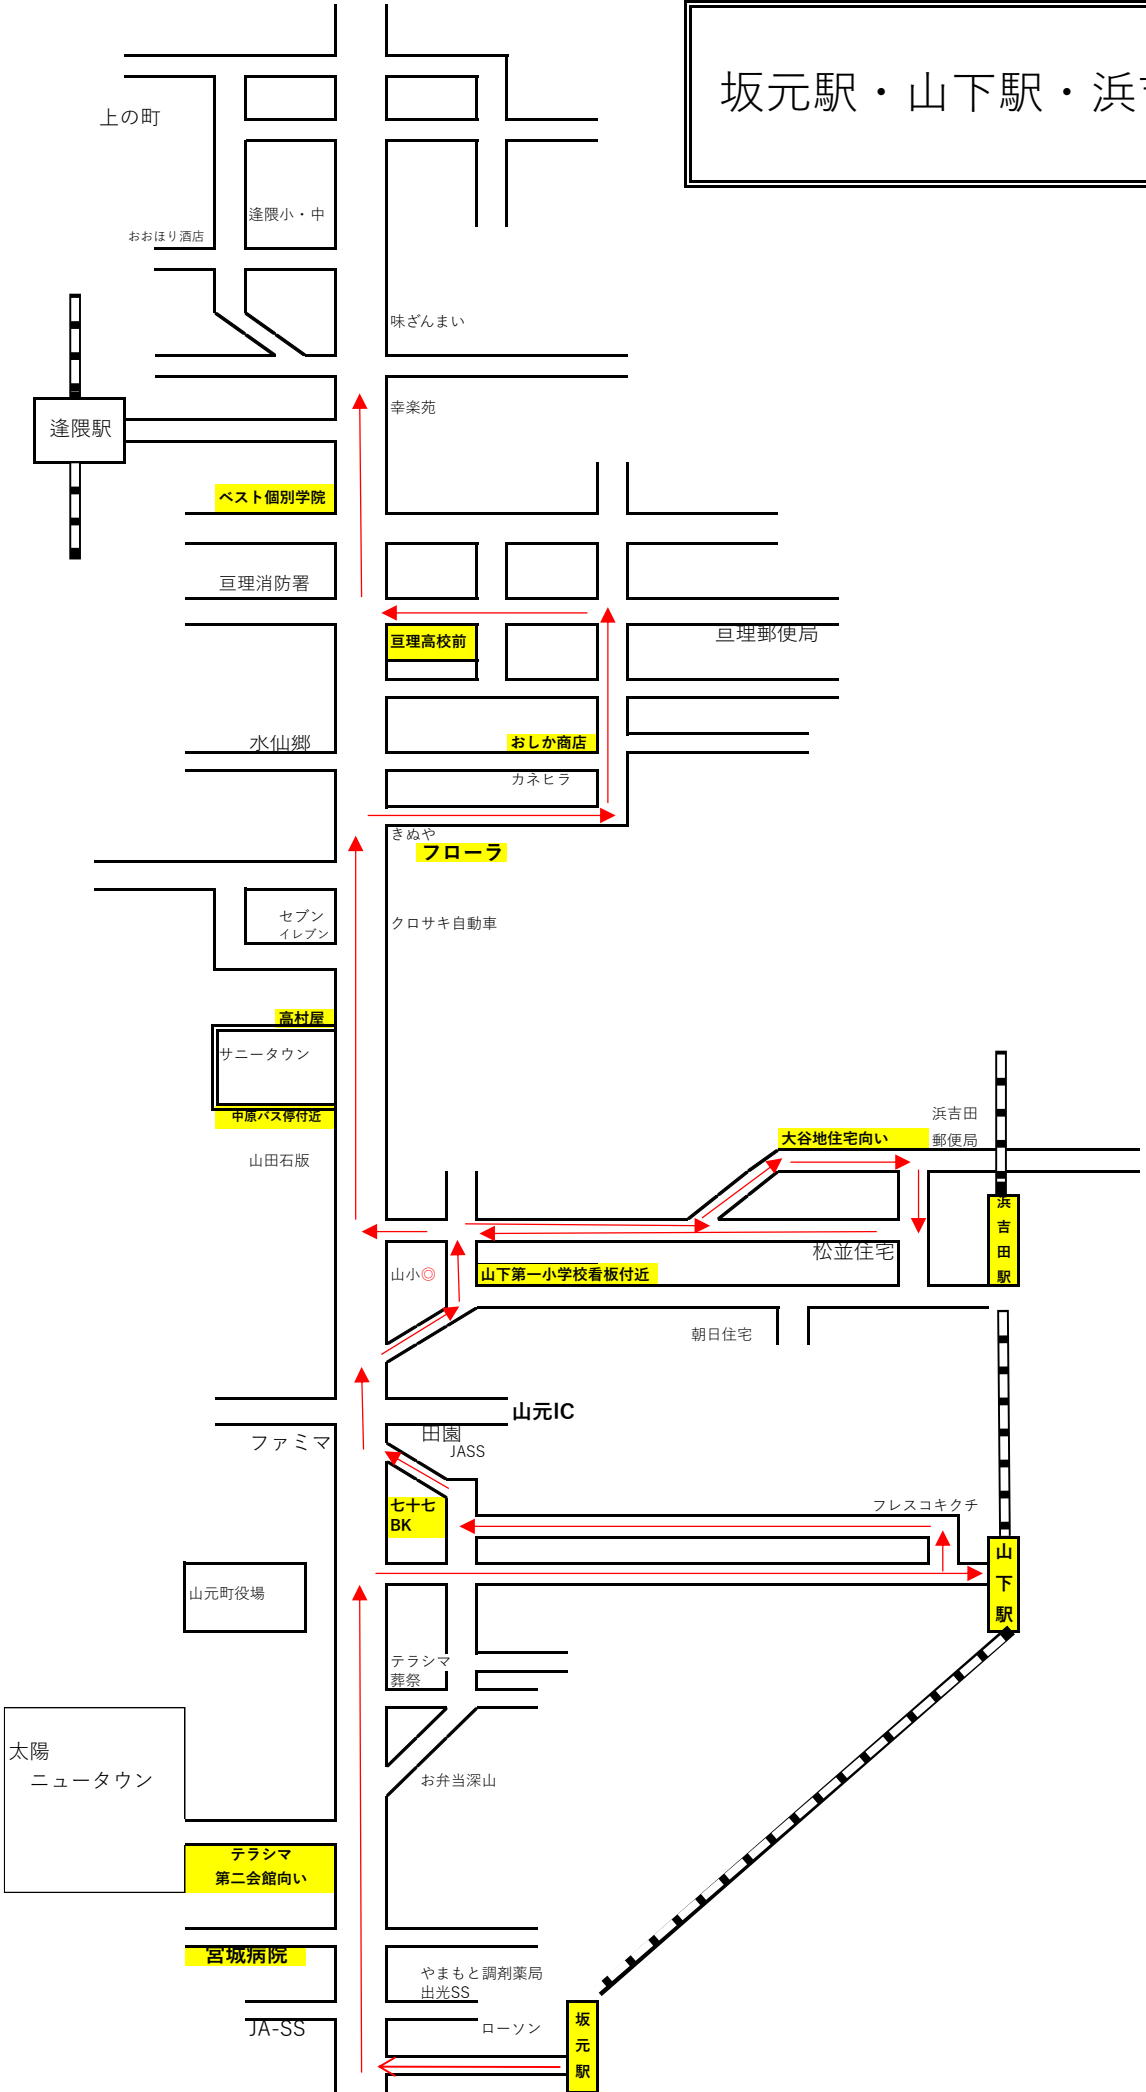 坂元駅・山下駅・浜
上の町
逢隈小・中
おおほり酒店
味ざんまい
幸楽苑
逢隈駅
ベスト個別学院
亘理消防署
亘理高校前
亘理郵便局
水仙郷
おしか商店
カネヒラ
きぬや
フローラ
セブン
イレブン
クロサキ自動車
高村屋
サニータウン
中原バス停付近
山田石版
浜吉田
郵便局
大谷地住宅向い
浜
吉
田
駅
松並住宅
山小◎
山下第一小学校看板付近
朝日住宅
山元IC
ファミマ
田園
JASS
七十七
BK
フレスコキクチ
山
下
駅
山元町役場
テラシマ
葬祭
太陽
ニュータウン
お弁当深山
テラシマ
第二会館向い
宮城病院
やまもと調剤薬局
出光SS
JA-SS
ローソン
坂
元
駅